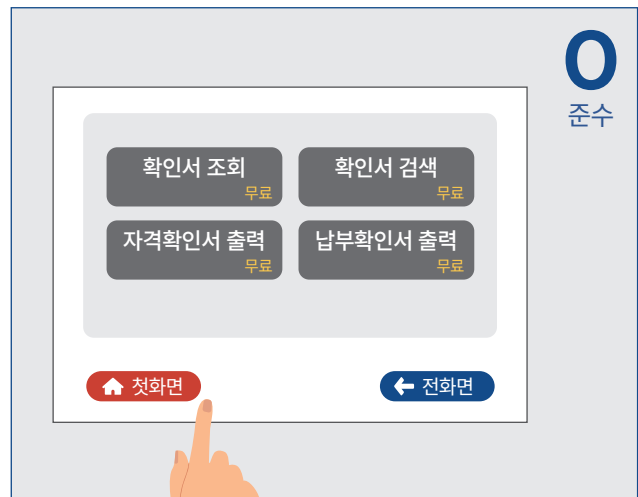 O
준수
확인서 조회
무료
확인서 검색
무료
자격확인서 출력
무료
납부확인서 출력
무료
첫화면
전화면